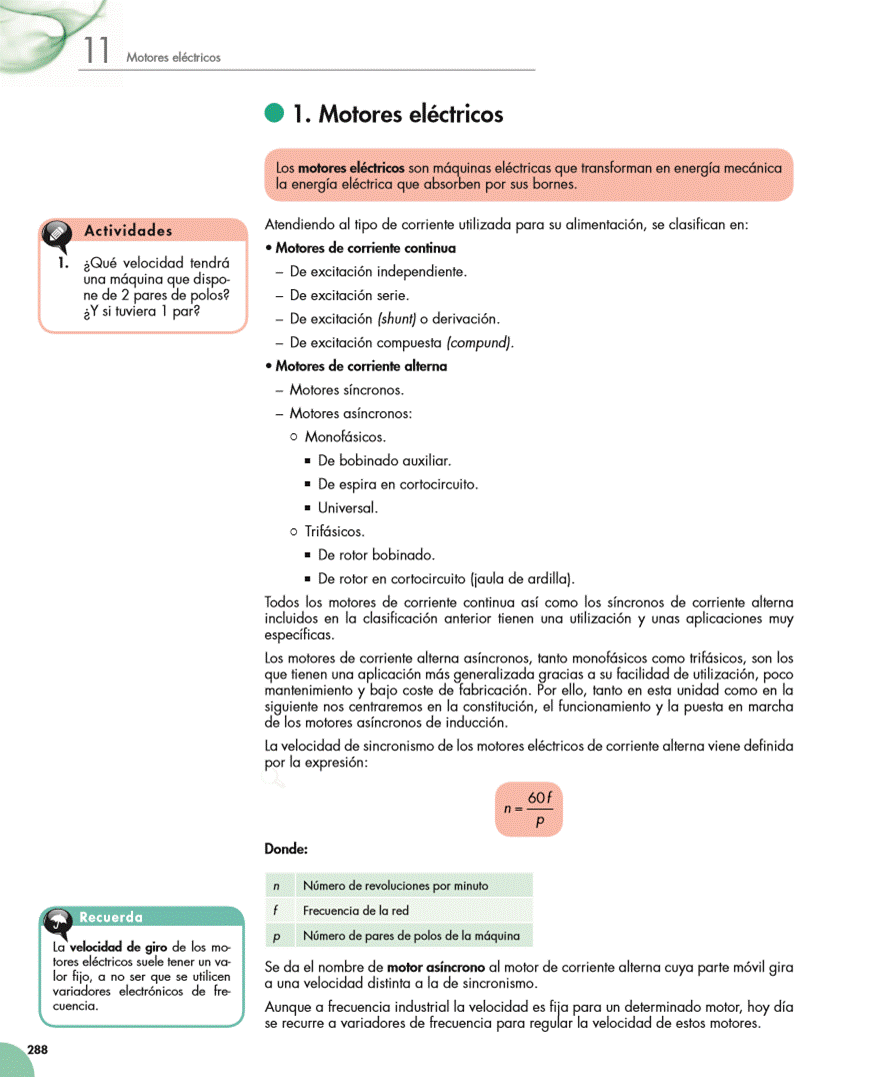 11 Motores eléctricos
1. Motores eléctricos
Los motores eléctricos son máquinas eléctricas que transforman en energía mecánica
la energía eléctrica que absorben por sus bornes.
Actividades
1. ¿Qué velocidad tendrá
una máquina que dispo-
ne de 2 pares de polos?
¿Y si tuviera 1 par?
Atendiendo al tipo de corriente utilizada para su alimentación, se clasifican en:
• Motores de corriente continua
– De excitación independiente.
– De excitación serie.
– De excitación (shunt) o derivación.
– De excitación compuesta (compund).
• Motores de corriente alterna
– Motores síncronos.
– Motores asíncronos:
○ Monofásicos.
▪ De bobinado auxiliar.
▪ De espira en cortocircuito.
▪ Universal.
○ Trifásicos.
▪ De rotor bobinado.
▪ De rotor en cortocircuito (jaula de ardilla).
Todos los motores de corriente continua así como los síncronos de corriente alterna
incluidos en la clasificación anterior tienen una utilización y unas aplicaciones muy
específicas.
Los motores de corriente alterna asíncronos, tanto monofásicos como trifásicos, son los
que tienen una aplicación más generalizada gracias a su facilidad de utilización, poco
mantenimiento y bajo coste de fabricación. Por ello, tanto en esta unidad como en la
siguiente nos centraremos en la constitución, el funcionamiento y la puesta en marcha
de los motores asíncronos de inducción.
La velocidad de sincronismo de los motores eléctricos de corriente alterna viene definida
por la expresión:
n = 60f / p
Donde:
n Número de revoluciones por minuto
f Frecuencia de la red
p Número de pares de polos de la máquina
Recuerda
La velocidad de giro de los mo-
tores eléctricos suele tener un va-
lor fijo, a no ser que se utilicen
variadores electrónicos de fre-
cuencia.
Se da el nombre de motor asíncrono al motor de corriente alterna cuya parte móvil gira
a una velocidad distinta a la de sincronismo.
Aunque a frecuencia industrial la velocidad es fija para un determinado motor, hoy día
se recurre a variadores de frecuencia para regular la velocidad de estos motores.
288